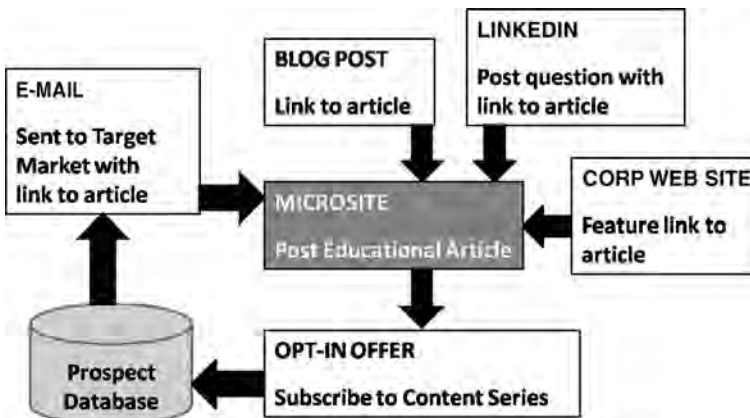 BLOG POST
Link to article
LINKEDIN
Post question with
link to article
E-MAIL
Sent to Target
Market with
link to article
MICROSITE
Post Educational Article
CORP WEB SITE
Feature link to
article
OPT-IN OFFER
Subscribe to Content Series
Prospect
Database